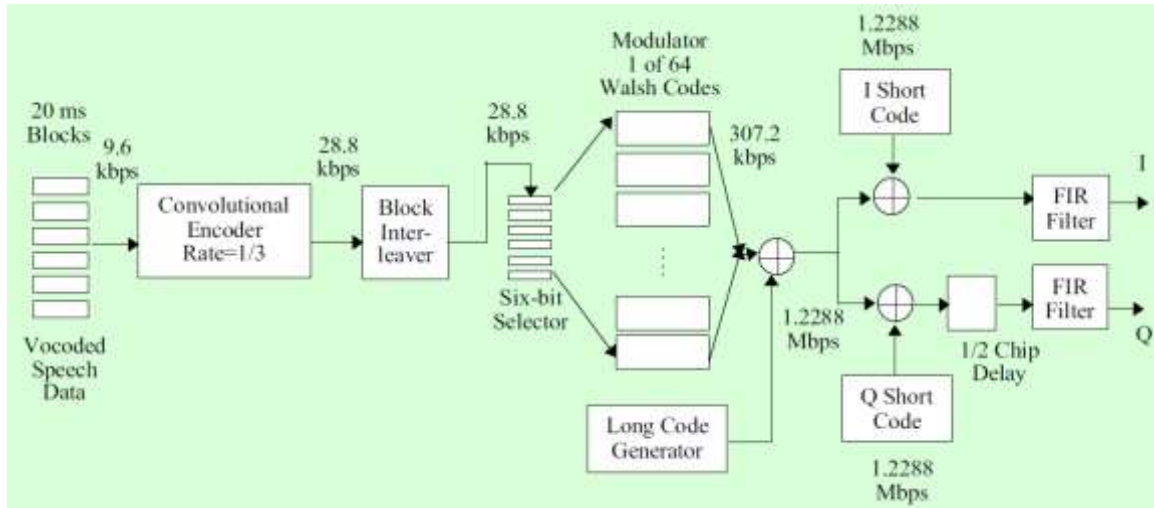 20 ms
Blocks
9.6
kbps
Vocoded
Speech
Data
Convolutional
Encoder
Rate=1/3
28.8
kbps
Block
Inter-
leaver
28.8
kbps
Six-bit
Selector
Modulator
1 of 64
Walsh Codes
307.2
kbps
Long Code
Generator
1.2288
Mbps
1.2288
Mbps
I Short
Code
Q Short
Code
1.2288
Mbps
1/2 Chip
Delay
FIR
Filter
I
FIR
Filter
Q